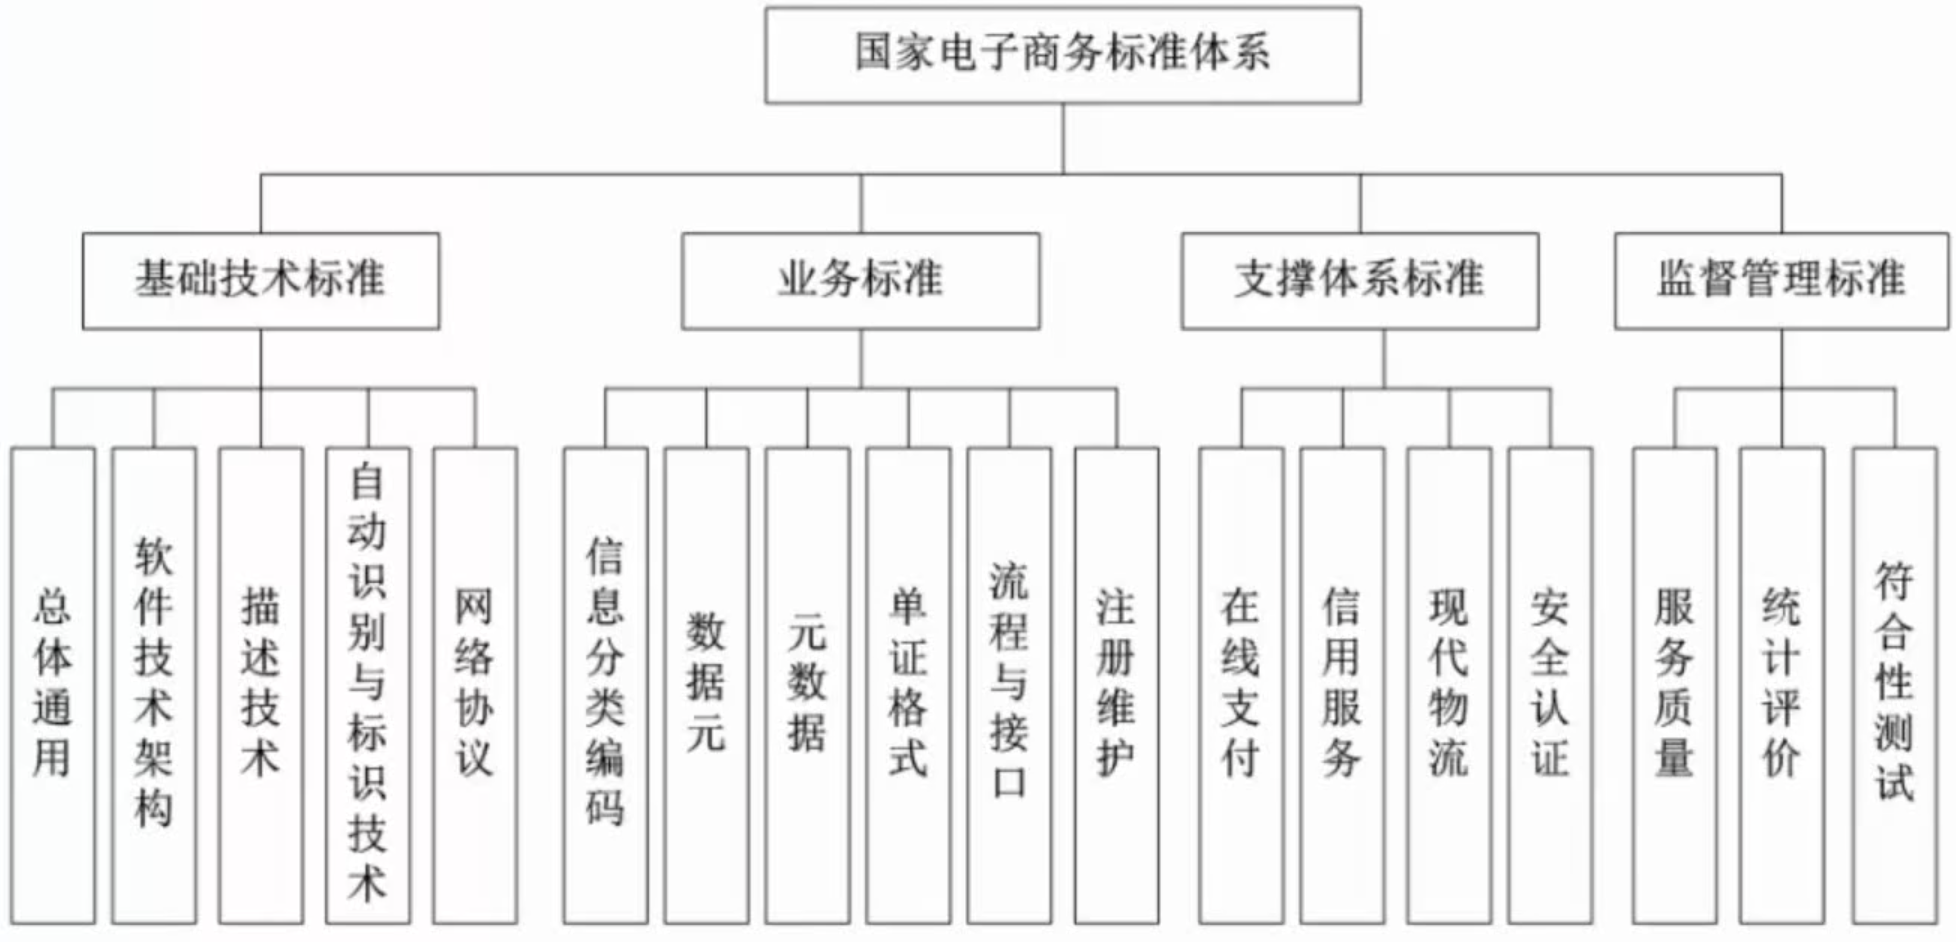 国家电子商务标准体系
基础技术标准
业务标准
支撑体系标准
监督管理标准
总体通用
软件技术架构
描述技术
自动识别与标识技术
网络协议
信息分类编码
数据元
元数据
单证格式
流程与接口
注册维护
在线支付
信用服务
现代物流
安全认证
服务质量
统计评价
符合性测试